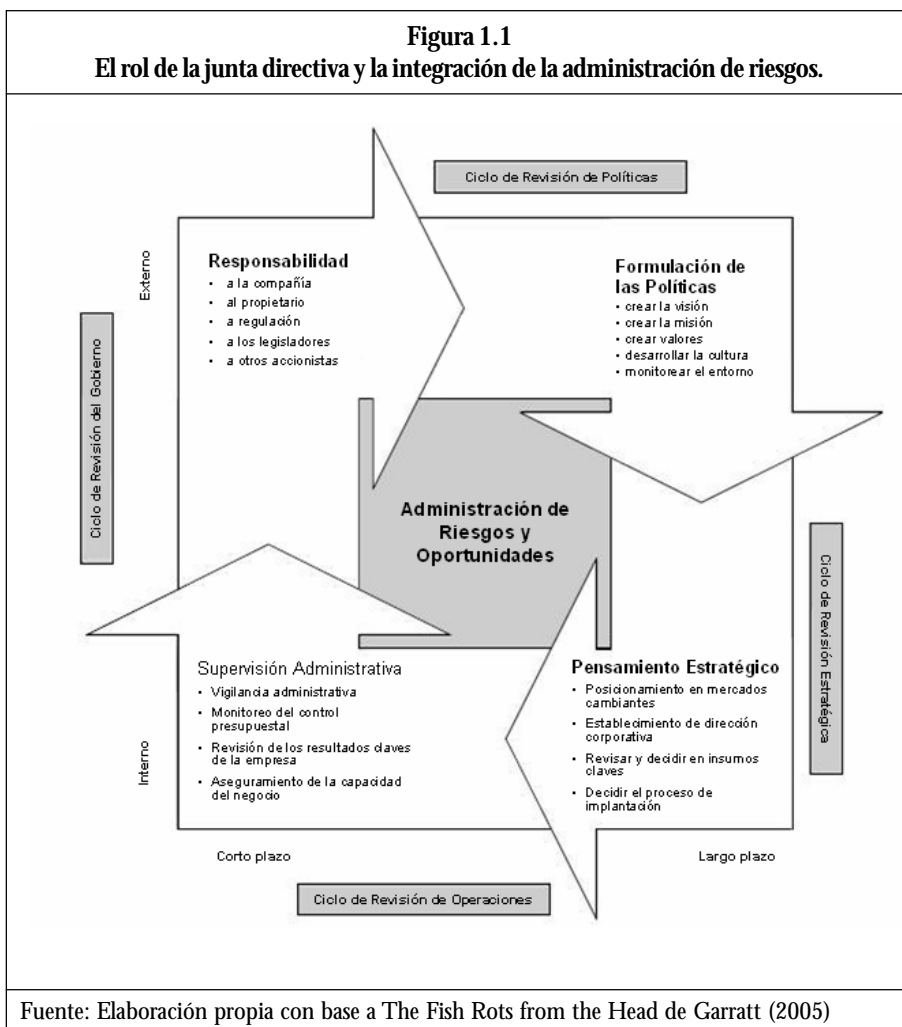 Figura 1.1
El rol de la junta directiva y la integración de la administración de riesgos.
Ciclo de Revisión de Políticas
Externo
Ciclo de Revisión del Gobierno
Responsabilidad
• a la compañía
• al propietario
• a regulación
• a los legisladores
• a otros accionistas
Formulación de
las Políticas
• crear la visión
• crear la misión
• crear valores
• desarrollar la cultura
• monitorear el entorno
Administración de
Riesgos y
Oportunidades
Ciclo de Revisión Estratégica
Interno
Supervisión Administrativa
• Vigilancia administrativa
• Monitoreo del control
presupuestal
• Revisión de los resultados claves
de la empresa
• Aseguramiento de la capacidad
del negocio
Pensamiento Estratégico
• Posicionamiento en mercados
cambiantes
• Establecimiento de dirección
corporativa
• Revisar y decidir en insumos
claves
• Decidir el proceso de
implantación
Corto plazo
Largo plazo
Ciclo de Revisión de Operaciones
Fuente: Elaboración propia con base a The Fish Rots from the Head de Garratt (2005)